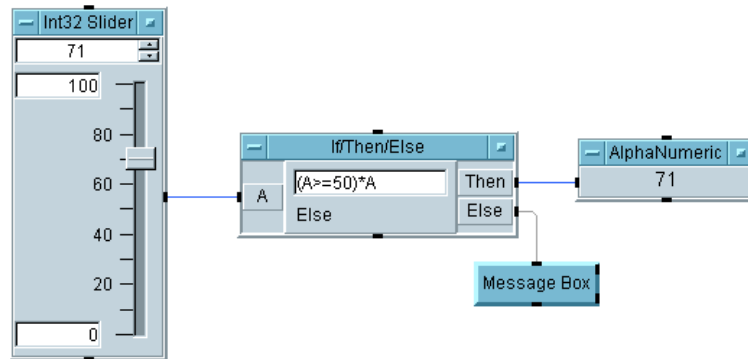 Int32 Slider
71
100
80
60
40
20
0
If/Then/Else
A
(A>=50)*A
Else
Then
Else
AlphaNumeric
71
Message Box